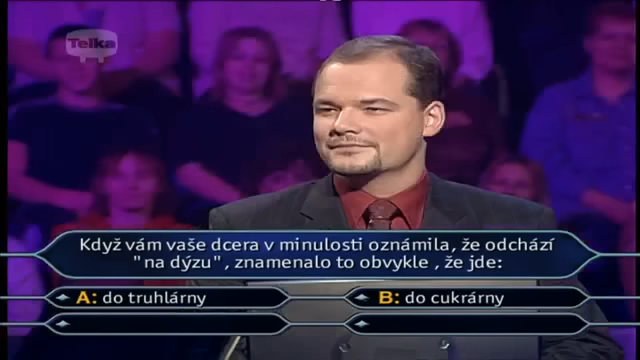 Telka
Když vám vaše dcera v minulosti oznámila, že odchází
"na dýzu", znamenalo to obvykle , že jde:
A: do truhlárny
B: do cukrárny